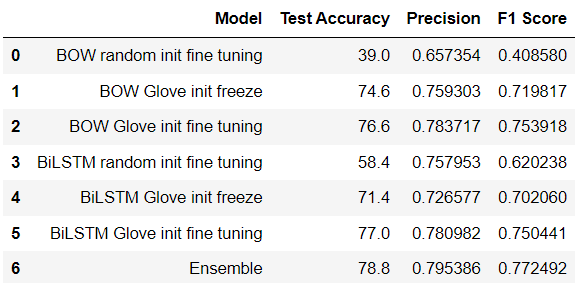 Model Test Accuracy Precision F1 Score
0 BOW random init fine tuning 39.0 0.657354 0.408580
1 BOW Glove init freeze 74.6 0.759303 0.719817
2 BOW Glove init fine tuning 76.6 0.783717 0.753918
3 BiLSTM random init fine tuning 58.4 0.757953 0.620238
4 BiLSTM Glove init freeze 71.4 0.726577 0.702060
5 BiLSTM Glove init fine tuning 77.0 0.780982 0.750441
6 Ensemble 78.8 0.795386 0.772492